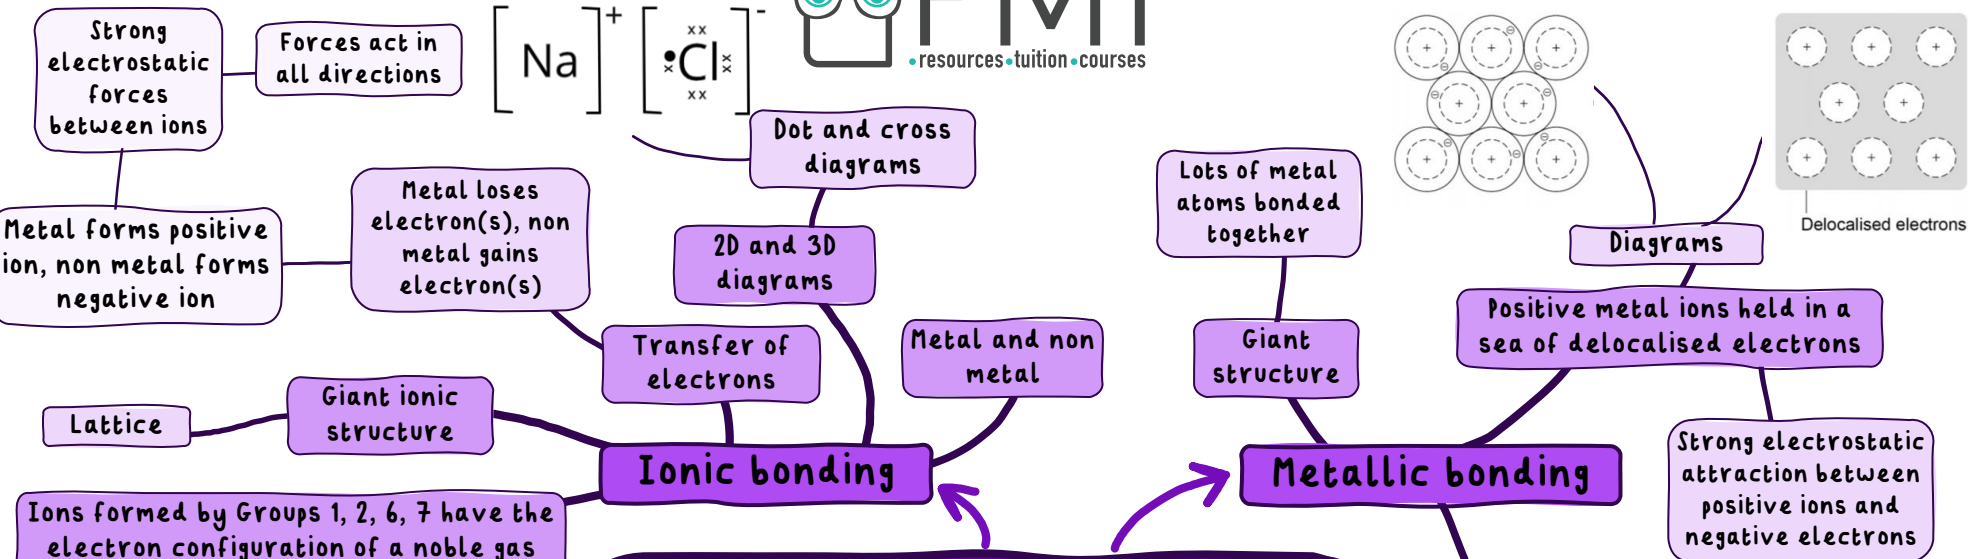 Strong
electrostatic
forces
between ions
Forces act in
all directions
[Na]+ [Cl]-
PMT
•resources•tuition•courses
Dot and cross
diagrams
Metal forms positive
ion, non metal forms
negative ion
Metal loses
electron(s), non
metal gains
electron(s)
2D and 3D
diagrams
Transfer of
electrons
Metal and non
metal
Giant ionic
structure
Lattice
Ionic bonding
Ions formed by Groups 1, 2, 6, 7 have the
electron configuration of a noble gas
Lots of metal
atoms bonded
together
Giant
structure
Delocalised electrons
Diagrams
Positive metal ions held in a
sea of delocalised electrons
Metallic bonding
Strong electrostatic
attraction between
positive ions and
negative electrons